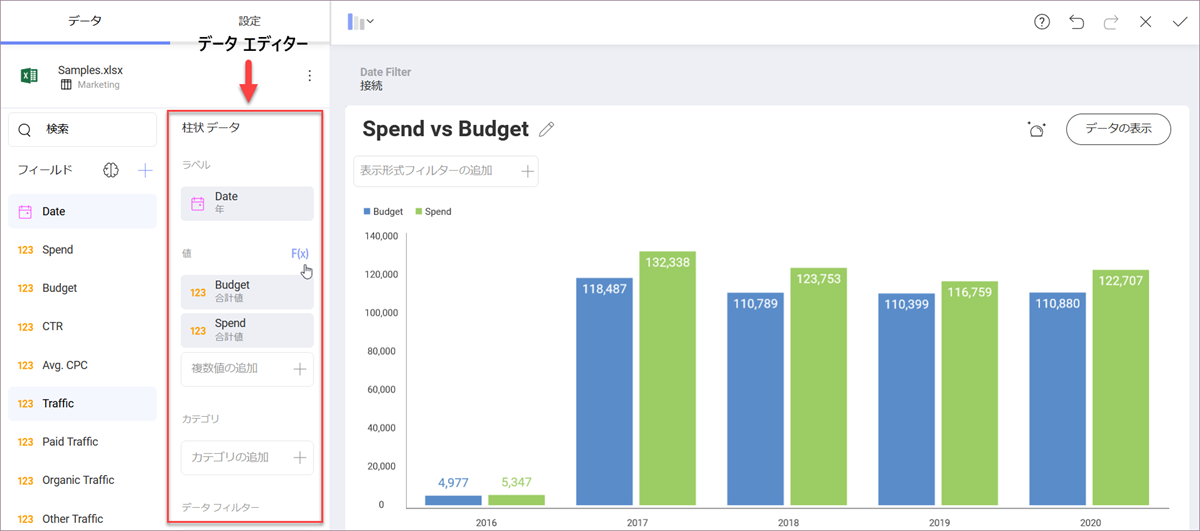 データ
設定
データ エディター
Samples.xlsx
Marketing
検索
フィールド
Date
123 Spend
123 Budget
123 CTR
123 Avg. CPC
123 Traffic
123 Paid Traffic
123 Organic Traffic
123 Other Traffic
柱状 データ
ラベル
Date
年
値
F(x)
123 Budget
合計値
123 Spend
合計値
複数値の追加
カテゴリ
カテゴリの追加
データ フィルター
Date Filter
接続
Spend vs Budget
データの表示
表示形式フィルターの追加
Budget Spend
140,000
120,000
100,000
80,000
60,000
40,000
20,000
0
4,977
5,347
118,487
132,338
110,789
123,753
110,399
116,759
110,880
122,707
2016
2017
2018
2019
2020